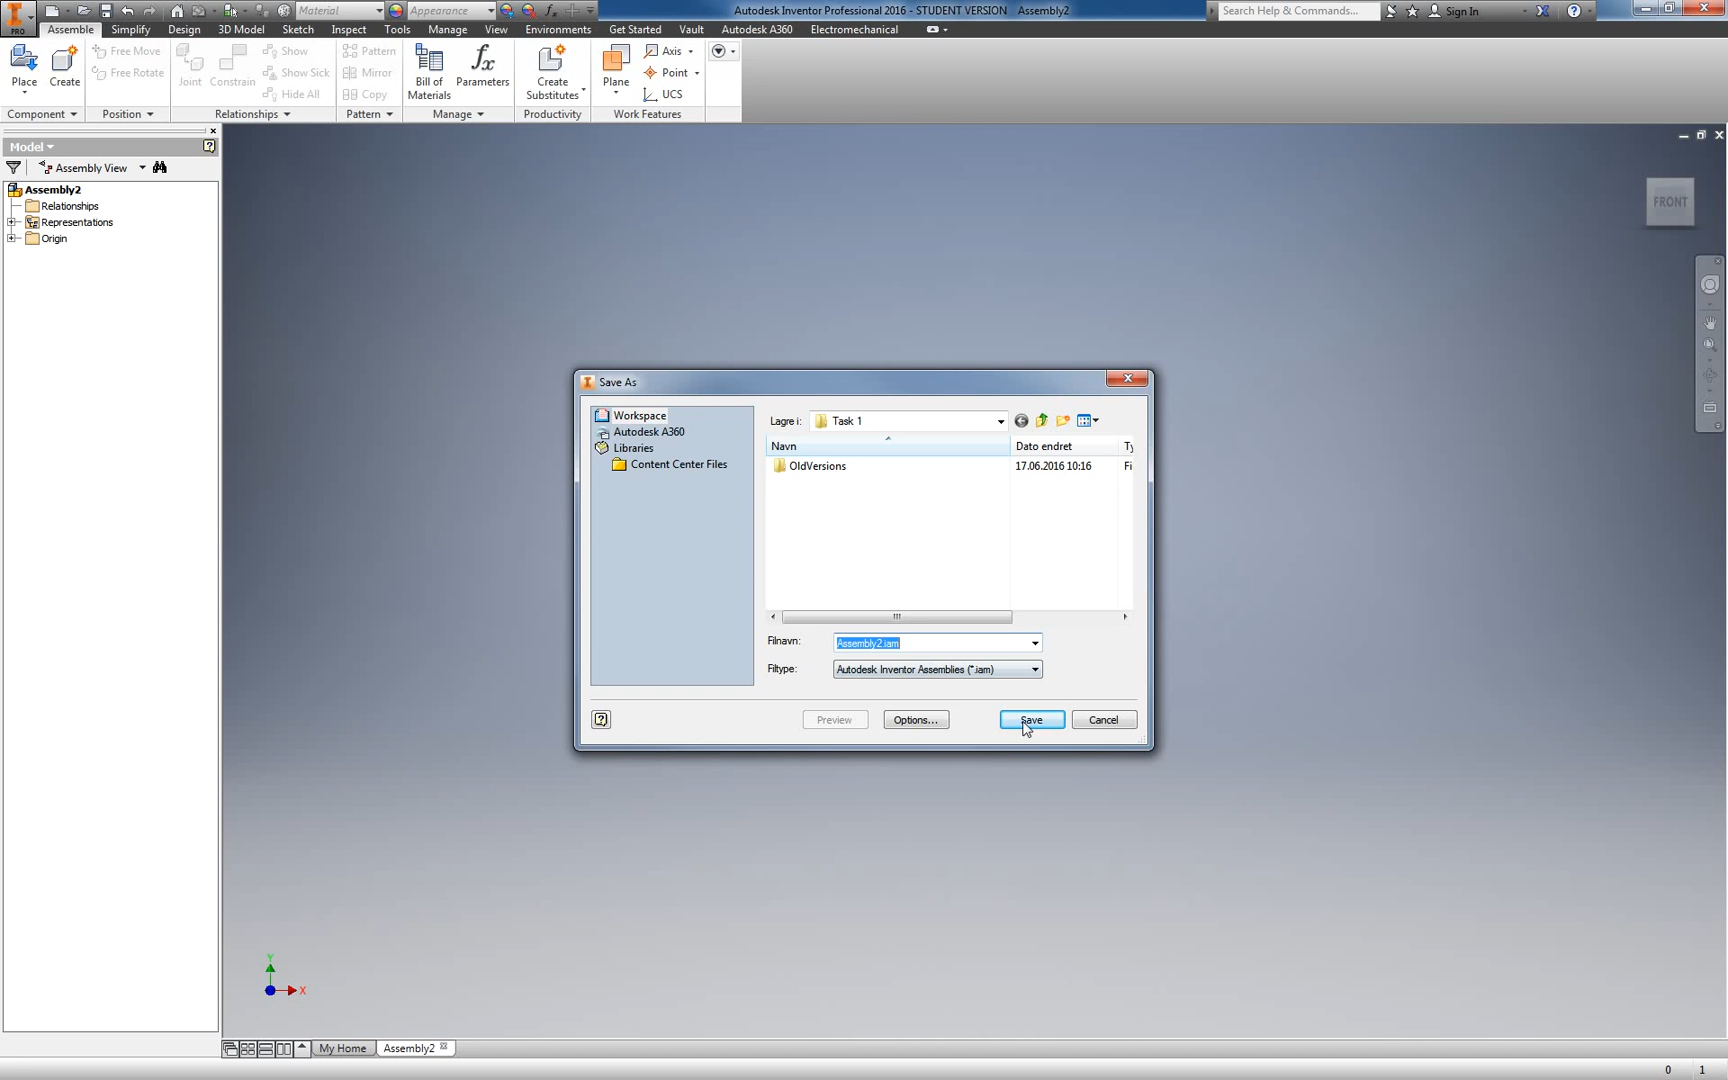 Material
Appearance
Autodesk Inventor Professional 2016 - STUDENT VERSION Assembly2
Search Help & Commands...
Sign In
PRO
Assemble Simplify Design 3D Model Sketch Inspect Tools Manage View Environments Get Started Vault Autodesk A360 Electromechanical
Place
Create
Free Move
Free Rotate
Joint
Constrain
Show
Show Sick
Hide All
Pattern
Mirror
Copy
Bill of
Materials
Parameters
Create
Substitutes
Plane
Axis
Point
UCS
Component Position Relationships Pattern Manage Productivity Work Features
Model
Assembly View
Assembly2
Relationships
Representations
Origin
FRONT
Save As
Workspace
Autodesk A360
Libraries
Content Center Files
Lagre i: Task 1
Navn Dato endret Ty
OldVersions 17.06.2016 10:16 Fi
Filnavn: Assembly2.iam
Filtype: Autodesk Inventor Assemblies (*.iam)
Preview Options... Save Cancel
Y
X
My Home Assembly2
0 1